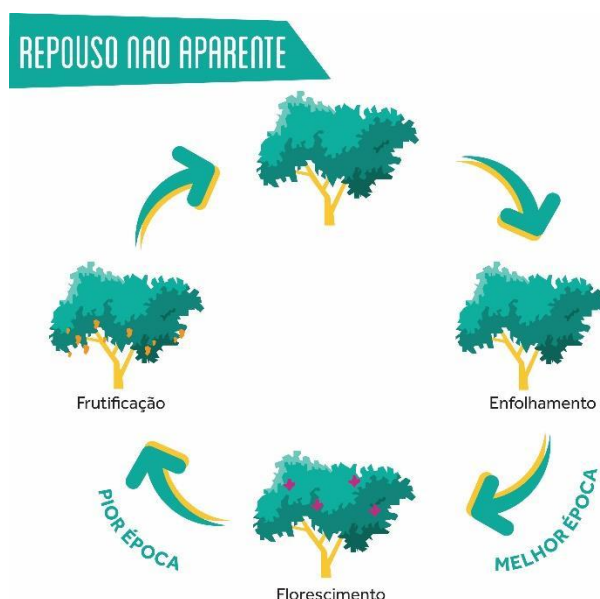 REPOUSO NAO APARENTE
Frutificação
Enfolhamento
PIOR ÉPOCA
MELHOR ÉPOCA
Florescimento